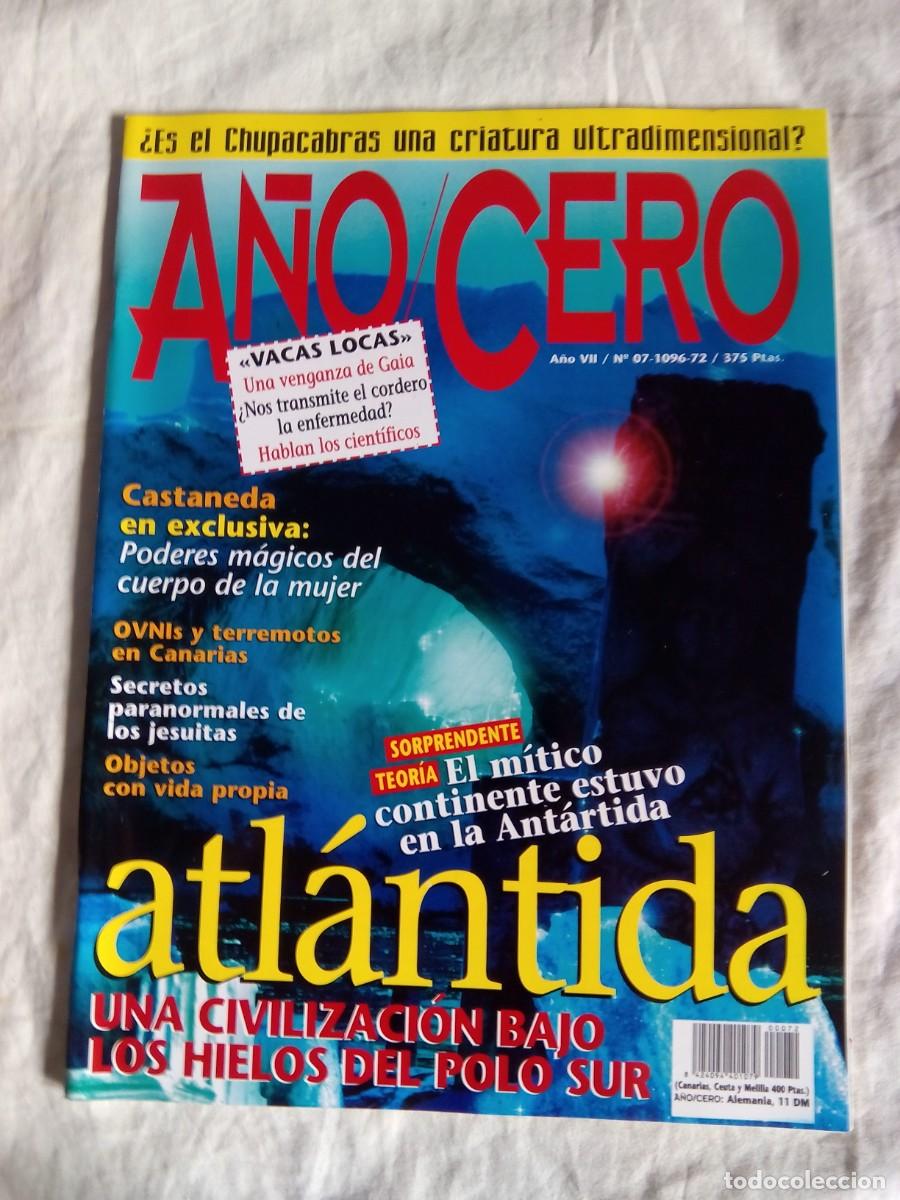 ¿Es el Chupacabras una criatura ultradimensional?
AÑO/CERO
Año VII / Nº 07-1096-72 / 375 Ptas.
«VACAS LOCAS»
Una venganza de Gaia
¿Nos transmite el cordero
la enfermedad?
Hablan los científicos
Castaneda
en exclusiva:
Poderes mágicos del
cuerpo de la mujer
OVNIs y terremotos
en Canarias
Secretos
paranormales de
los jesuitas
Objetos
con vida propia
SORPRENDENTE
TEORÍA El mítico
continente estuvo
en la Antártida
atlántida
UNA CIVILIZACIÓN BAJO
LOS HIELOS DEL POLO SUR
00072
8 424094 401079
(Canarias, Ceuta y Melilla 400 Ptas.)
AÑO/CERO: Alemania, 11 DM
todocoleccion